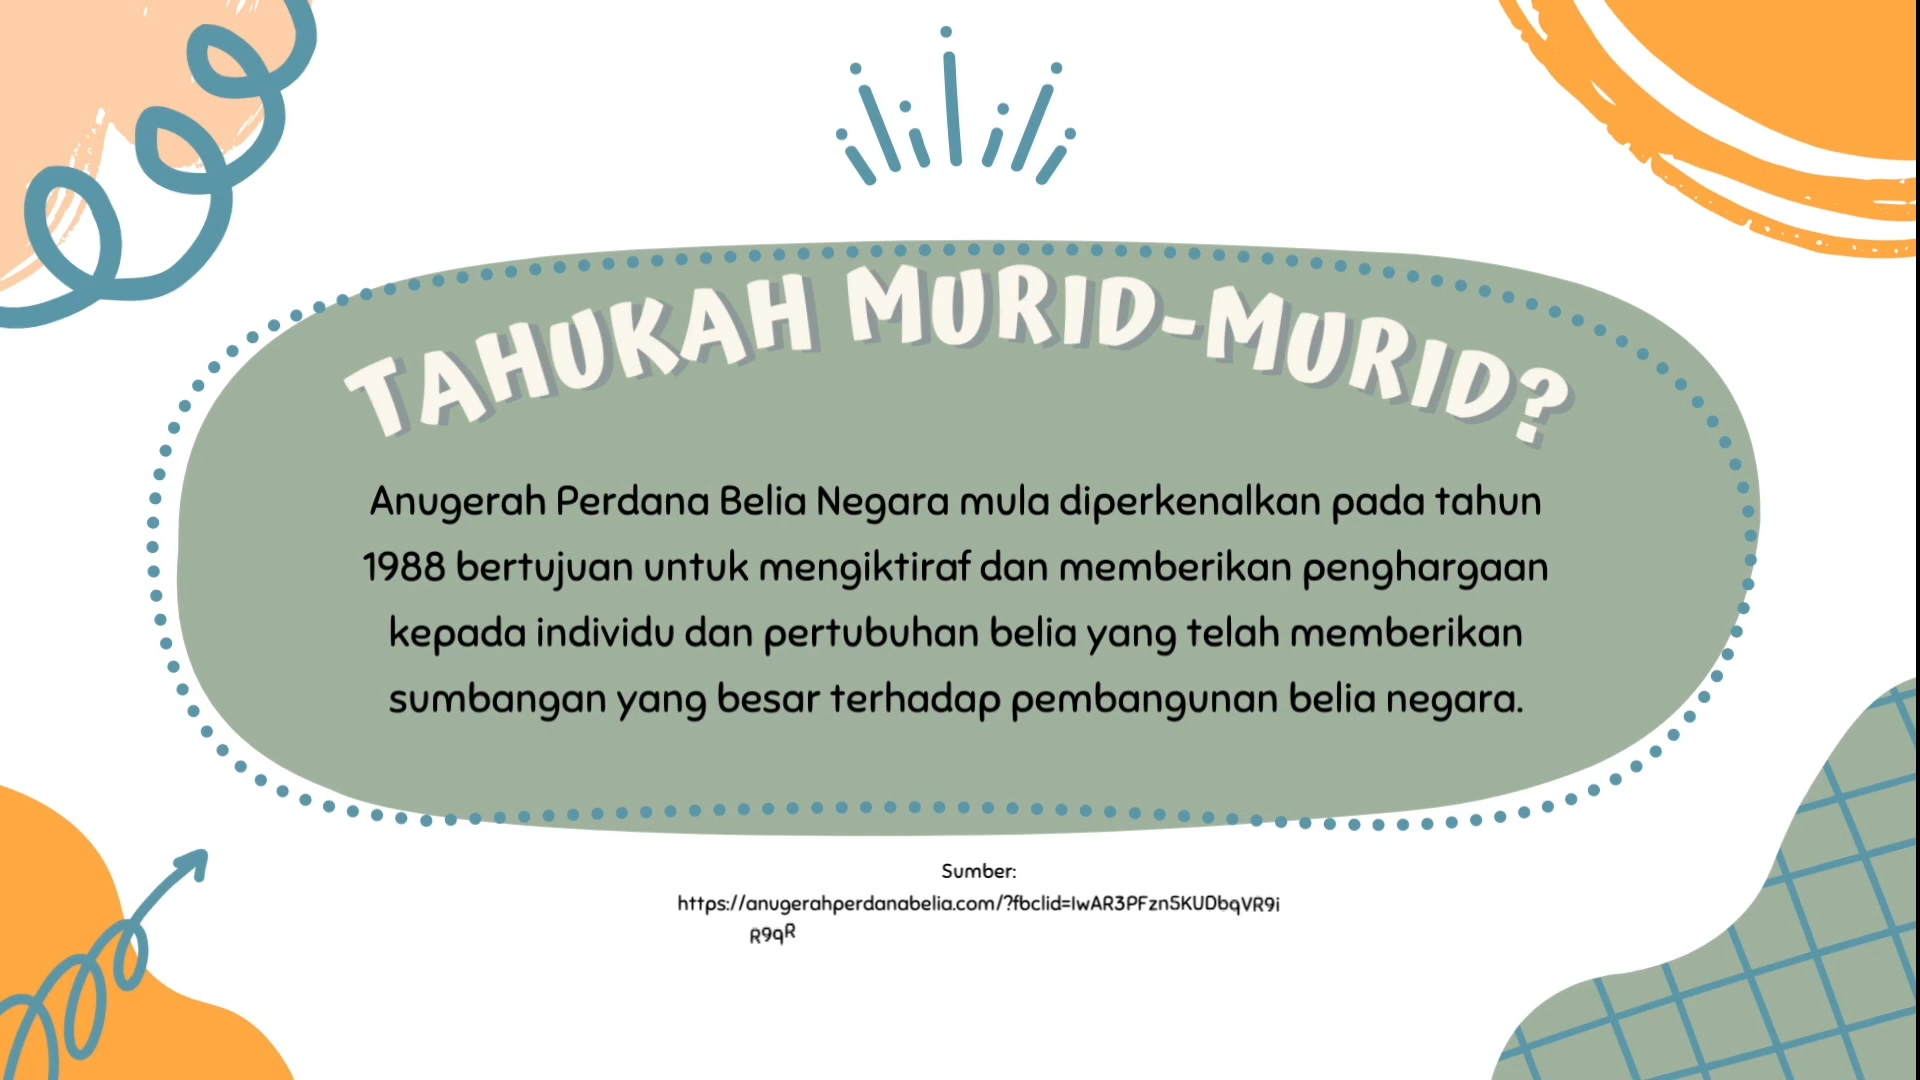 TAHUKAH MURID-MURID?
Anugerah Perdana Belia Negara mula diperkenalkan pada tahun
1988 bertujuan untuk mengiktiraf dan memberikan penghargaan
kepada individu dan pertubuhan belia yang telah memberikan
sumbangan yang besar terhadap pembangunan belia negara.
Sumber:
https://anugerahperdanabelia.com/?fbclid=IwAR3PFzn5KUDbqVR9i
R9qR